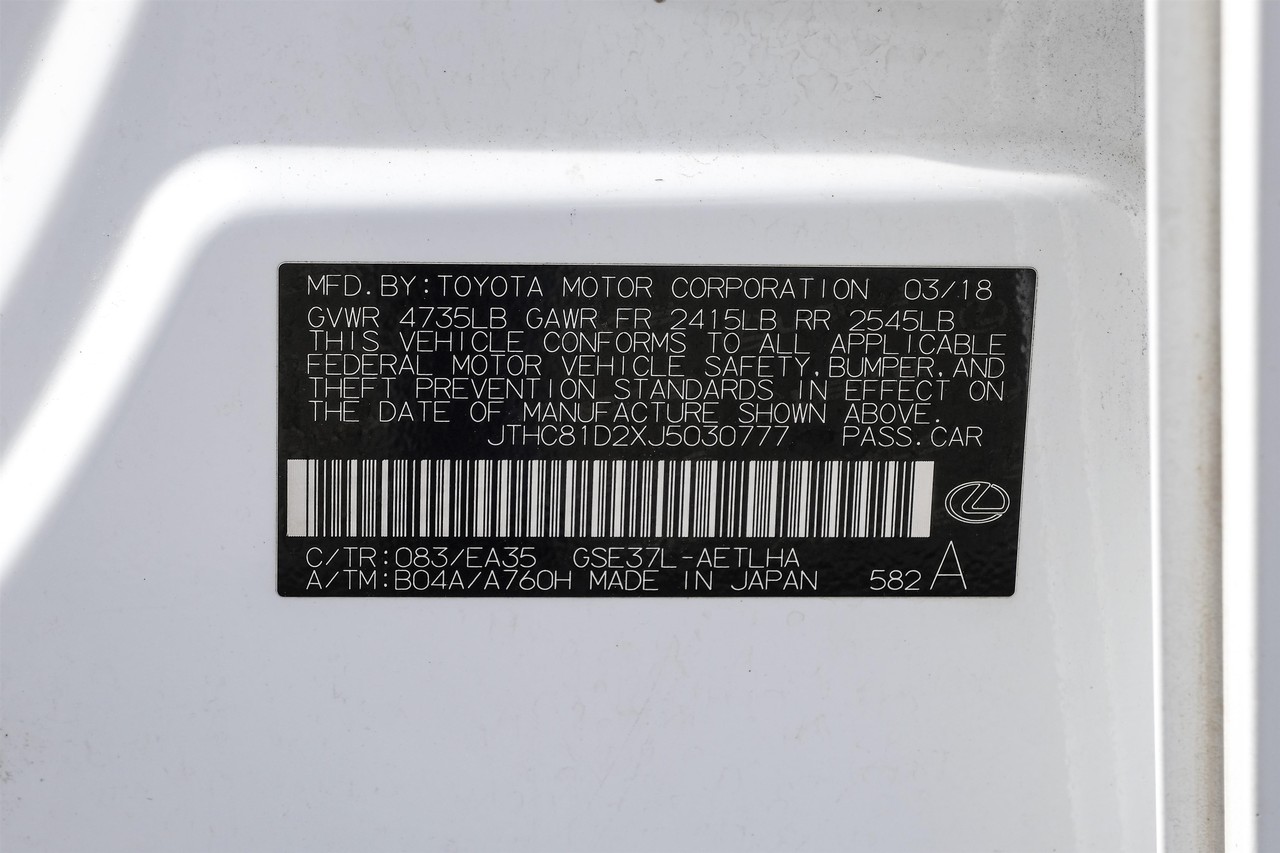 MFD.BY:TOYOTA MOTOR CORPORATION 03/18
GVWR 4735LB GAWR FR 2415LB RR 2545LB
THIS VEHICLE CONFORMS TO ALL APPLICABLE
FEDERAL MOTOR VEHICLE SAFETY,BUMPER,AND
THEFT PREVENTION STANDARDS IN EFFECT ON
THE DATE OF MANUFACTURE SHOWN ABOVE.
JTHC81D2XJ5030777 PASS.CAR
C/TR:083/EA35 GSE37L-AETLHA
A/TM:B04A/A760H MADE IN JAPAN 582 A